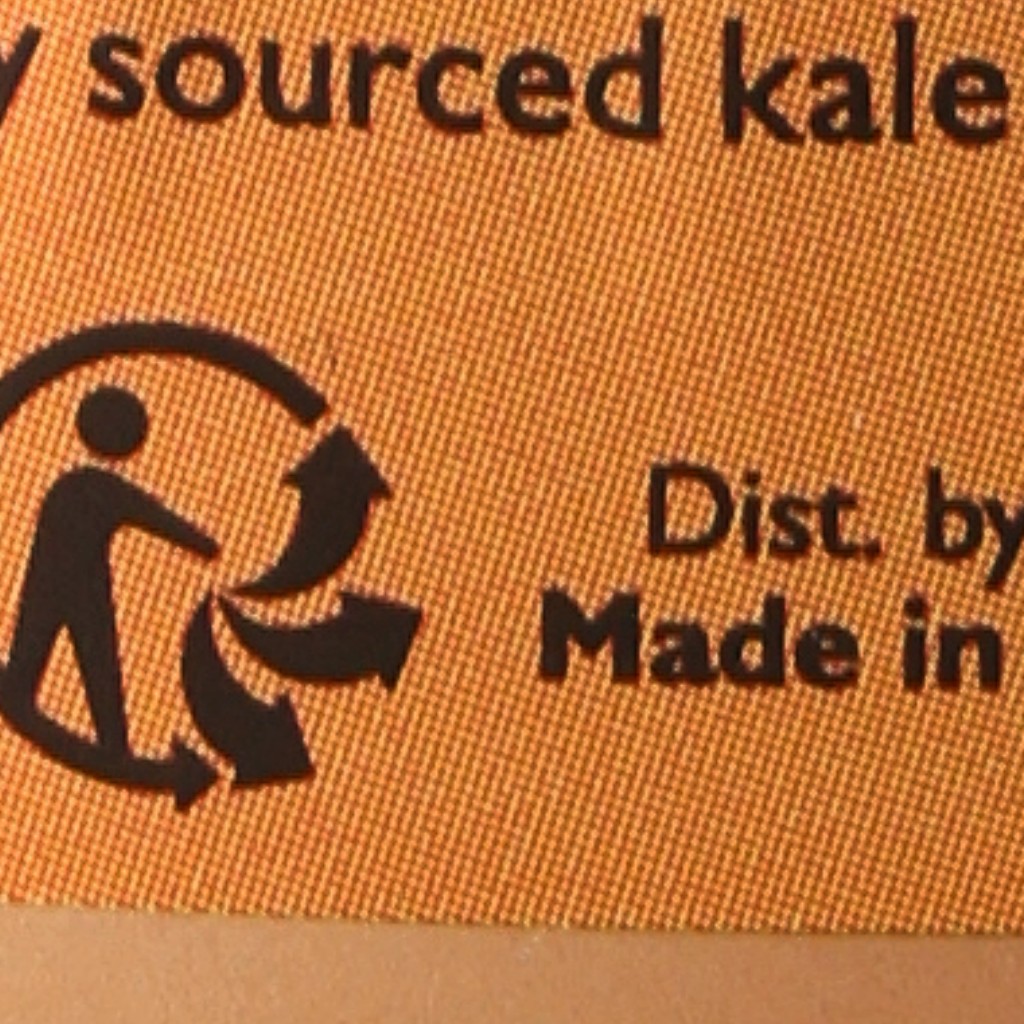 y sourced kale
Dist. by
Made in